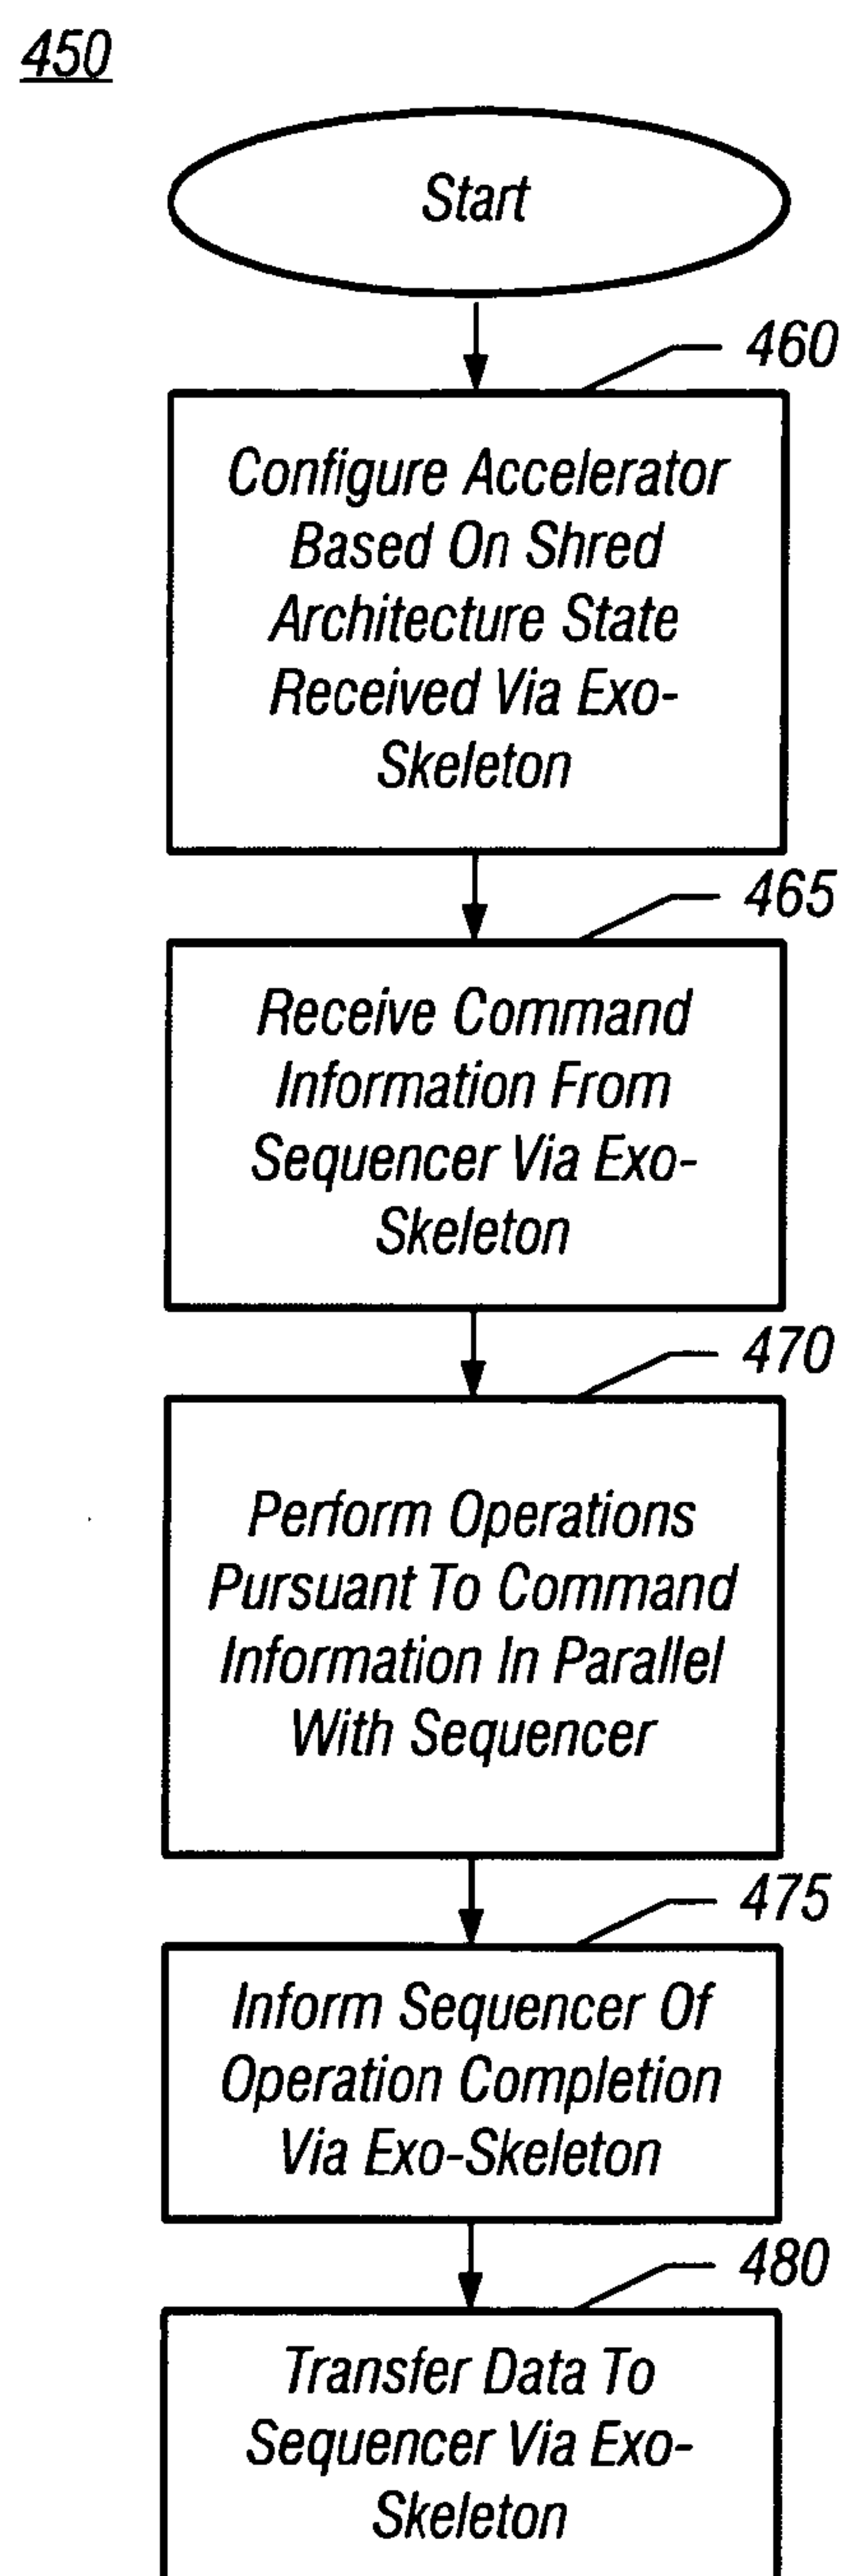 450
Start
460
Configure Accelerator
Based On Shred
Architecture State
Received Via Exo-
Skeleton
465
Receive Command
Information From
Sequencer Via Exo-
Skeleton
470
Perform Operations
Pursuant To Command
Information In Parallel
With Sequencer
475
Inform Sequencer Of
Operation Completion
Via Exo-Skeleton
480
Transfer Data To
Sequencer Via Exo-
Skeleton